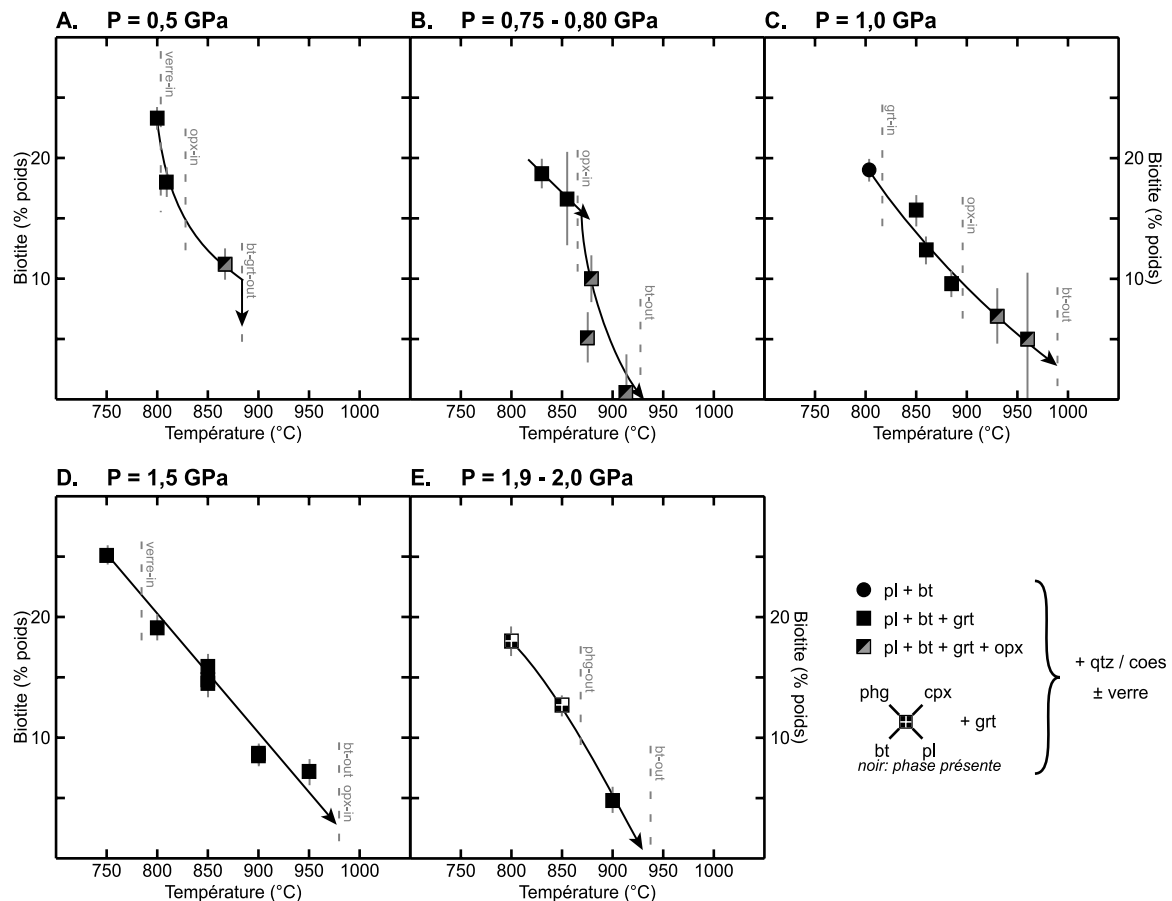 A. P = 0,5 GPa
B. P = 0,75 - 0,80 GPa
C. P = 1,0 GPa
verre-in
opx-in
bt-grt-out
opx-in
bt-out
grt-in
opx-in
bt-out
20
10
Biotite (% poids)
20
10
Biotite (% poids)
750 800 850 900 950 1000
750 800 850 900 950 1000
750 800 850 900 950 1000
Température (°C)
Température (°C)
Température (°C)
D. P = 1,5 GPa
E. P = 1,9 - 2,0 GPa
verre-in
bt-out opx-in
phg-out
bt-out
20
10
Biotite (% poids)
20
10
Biotite (% poids)
750 800 850 900 950 1000
750 800 850 900 950 1000
Température (°C)
Température (°C)
pl + bt
pl + bt + grt
pl + bt + grt + opx
phg cpx
+ grt
bt pl
noir: phase présente
+ qtz / coes
± verre